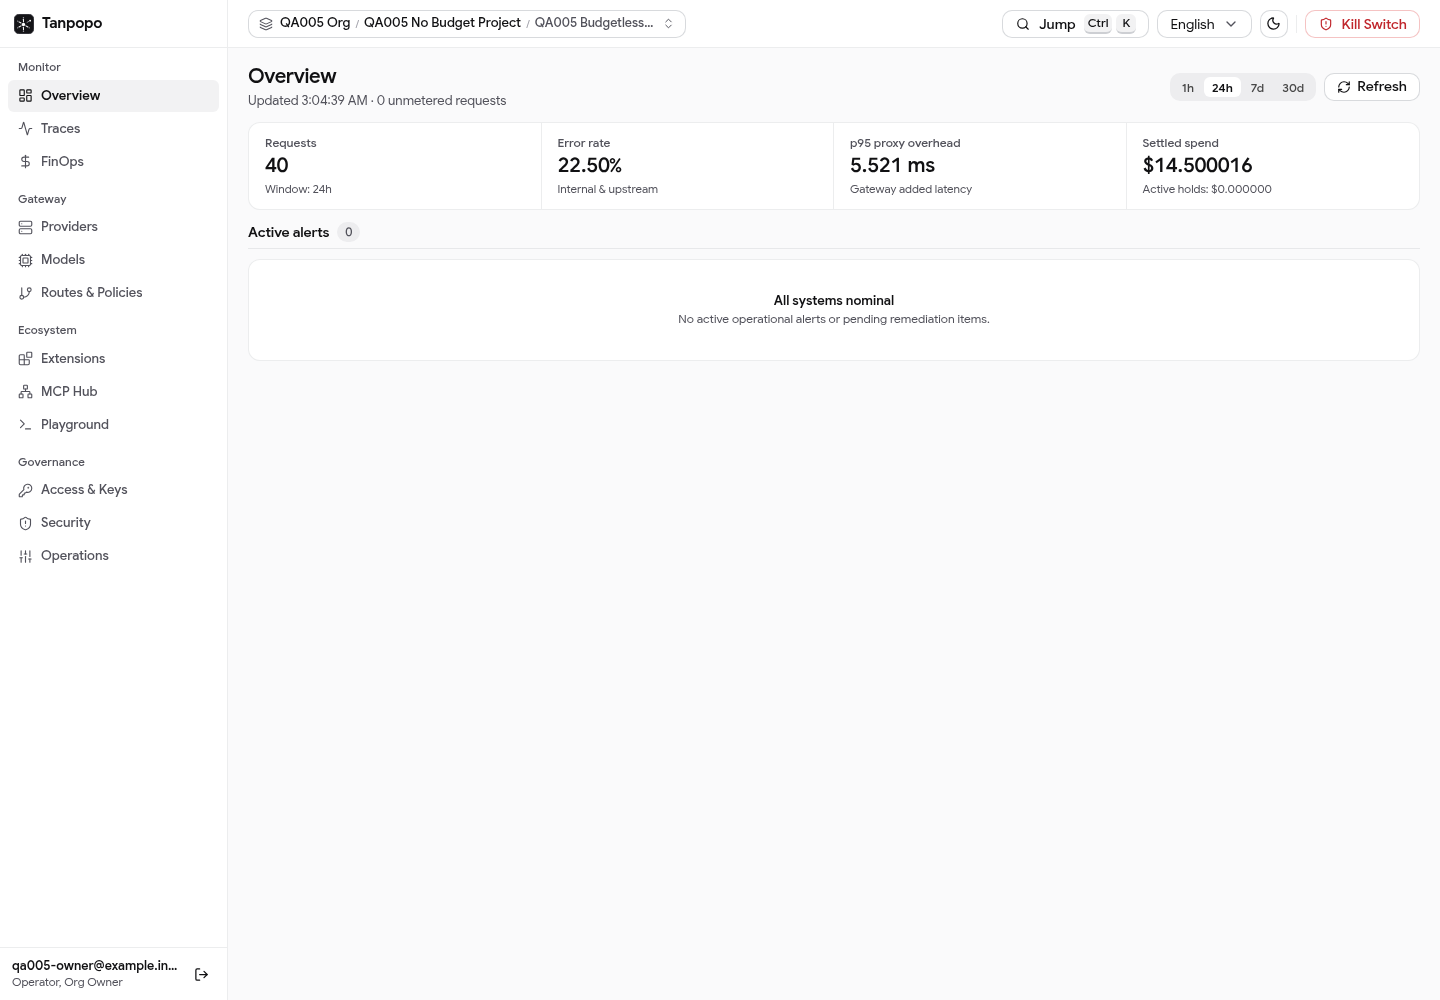 Tanpopo
QA005 Org / QA005 No Budget Project / QA005 Budgetless...
Jump Ctrl K
English
Kill Switch
Monitor
Overview
Traces
FinOps
Gateway
Providers
Models
Routes & Policies
Ecosystem
Extensions
MCP Hub
Playground
Governance
Access & Keys
Security
Operations
qa005-owner@example.in...
Operator, Org Owner
Overview
Updated 3:04:39 AM · 0 unmetered requests
1h 24h 7d 30d
Refresh
Requests
40
Window: 24h
Error rate
22.50%
Internal & upstream
p95 proxy overhead
5.521 ms
Gateway added latency
Settled spend
$14.500016
Active holds: $0.000000
Active alerts 0
All systems nominal
No active operational alerts or pending remediation items.